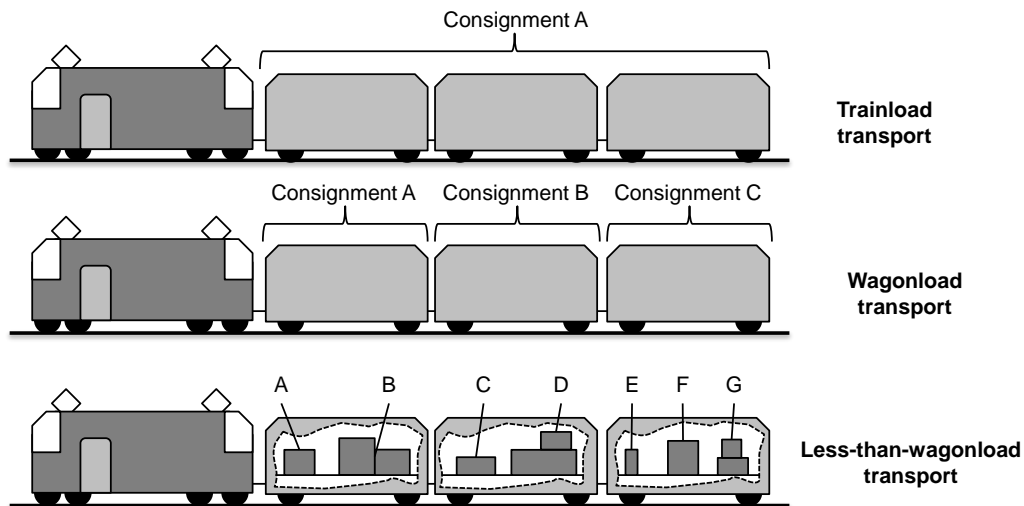 Consignment A
Trainload
transport
Consignment A
Consignment B
Consignment C
Wagonload
transport
A
B
C
D
E
F
G
Less-than-wagonload
transport